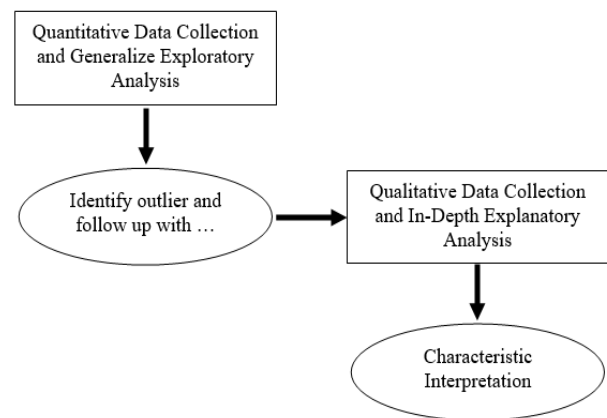 Quantitative Data Collection
and Generalize Exploratory
Analysis
Identify outlier and
follow up with …
Qualitative Data Collection
and In-Depth Explanatory
Analysis
Characteristic
Interpretation